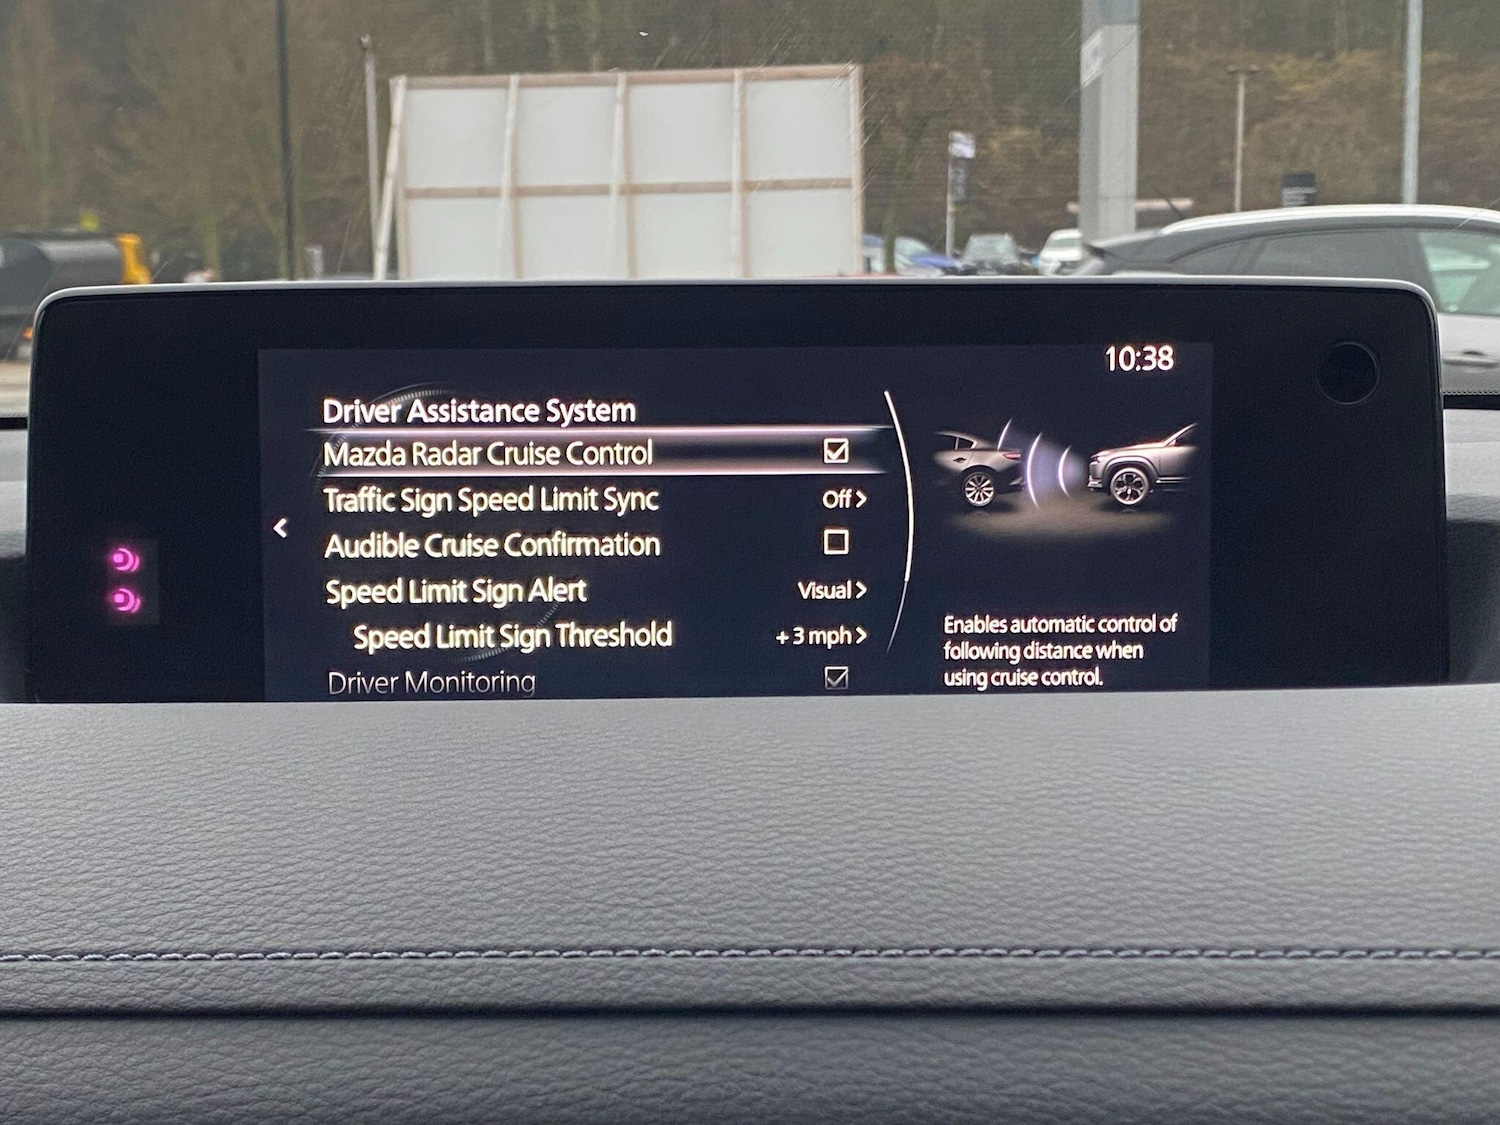 10:38
Driver Assistance System
Mazda Radar Cruise Control
Traffic Sign Speed Limit Sync Off >
Audible Cruise Confirmation
Speed Limit Sign Alert Visual >
Speed Limit Sign Threshold + 3 mph >
Driver Monitoring
Enables automatic control of
following distance when
using cruise control.